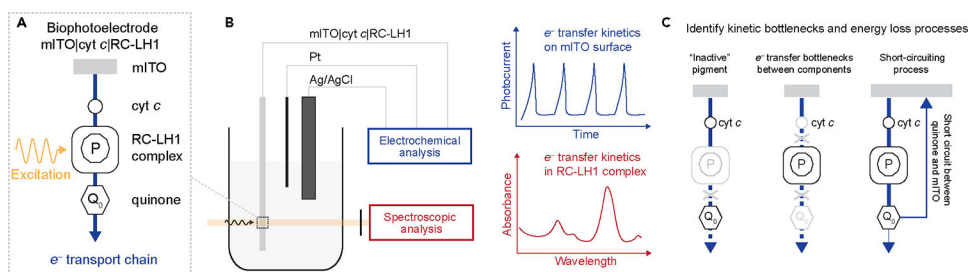 A
Biophotoelectrode
mITO|cyt c|RC-LH1
mITO
cyt c
RC-LH1
complex
P
Excitation
quinone
Q0
e– transport chain
B
mITO|cyt c|RC-LH1
Pt
Ag/AgCl
Electrochemical
analysis
Spectroscopic
analysis
e– transfer kinetics
on mITO surface
Photocurrent
Time
e– transfer kinetics
in RC-LH1 complex
Absorbance
Wavelength
C
Identify kinetic bottlenecks and energy loss processes
"Inactive"
pigment
cyt c
P
Q0
e– transfer bottlenecks
between components
cyt c
P
Q0
Short-circuiting
process
cyt c
P
Q0
Short circuit between
quinone and mITO